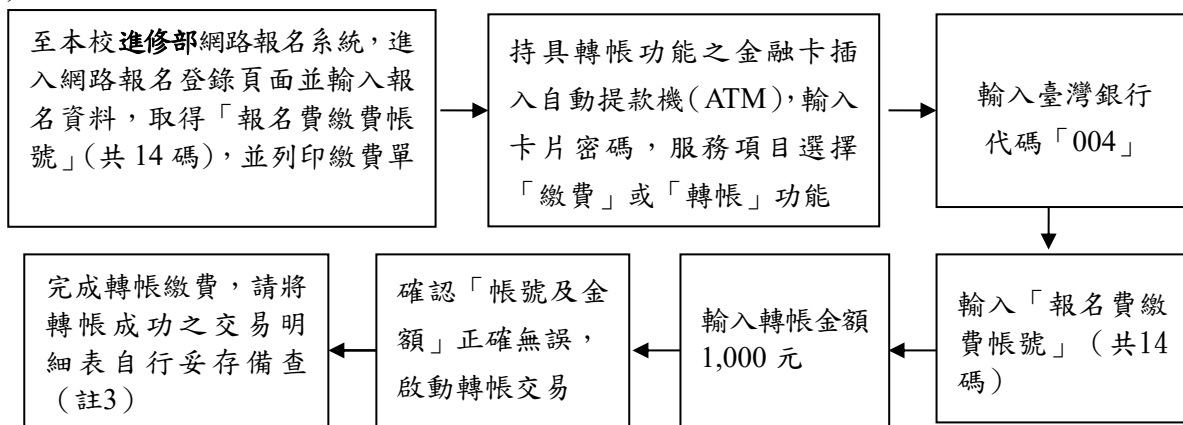 至本校進修部網路報名系統，進
入網路報名登錄頁面並輸入報
名資料，取得「報名費繳費帳
號」(共 14 碼)，並列印繳費單
持具轉帳功能之金融卡插
入自動提款機(ATM)，輸入
卡片密碼，服務項目選擇
「繳費」或「轉帳」功能
輸入臺灣銀行
代碼「004」
輸入「報名費繳
費帳號」（共14
碼）
輸入轉帳金額
1,000 元
確認「帳號及金
額」正確無誤，
啟動轉帳交易
完成轉帳繳費，請將
轉帳成功之交易明
細表自行妥存備查
（註3）